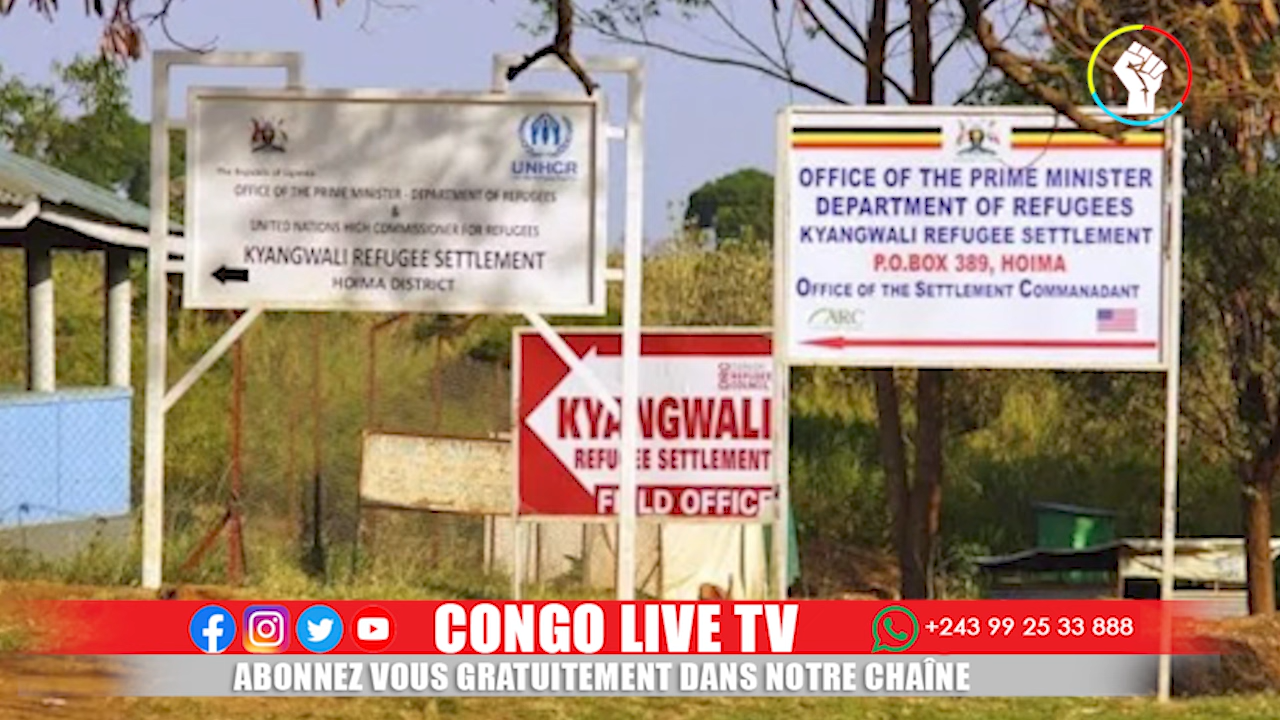 UNHCR
The Republic of Uganda
OFFICE OF THE PRIME MINISTER - DEPARTMENT OF REFUGEES
&
UNITED NATIONS HIGH COMMISSIONER FOR REFUGEES
KYANGWALI REFUGEE SETTLEMENT
HOIMA DISTRICT
REFUGEE
COUNCIL
KYANGWALI
REFUGEE SETTLEMENT
FIELD OFFICE
OFFICE OF THE PRIME MINISTER
DEPARTMENT OF REFUGEES
KYANGWALI REFUGEE SETTLEMENT
P.O.BOX 389, HOIMA
OFFICE OF THE SETTLEMENT COMMANADANT
ARC
CONGO LIVE TV
+243 99 25 33 888
ABONNEZ VOUS GRATUITEMENT DANS NOTRE CHAÎNE